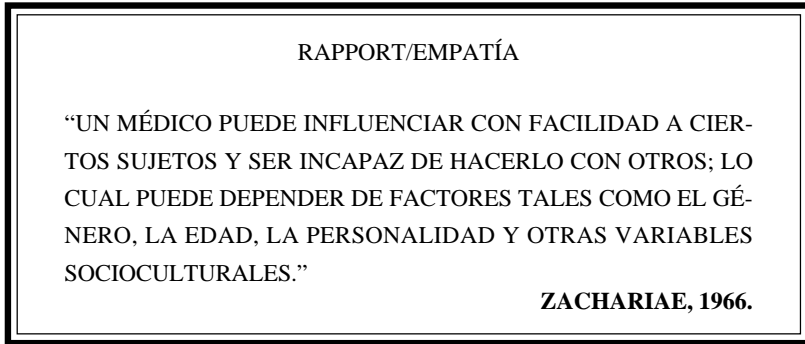 RAPPORT/EMPATÍA
“UN MÉDICO PUEDE INFLUENCIAR CON FACILIDAD A CIER-
TOS SUJETOS Y SER INCAPAZ DE HACERLO CON OTROS; LO
CUAL PUEDE DEPENDER DE FACTORES TALES COMO EL GÉ-
NERO, LA EDAD, LA PERSONALIDAD Y OTRAS VARIABLES
SOCIOCULTURALES.”
ZACHARIAE, 1966.